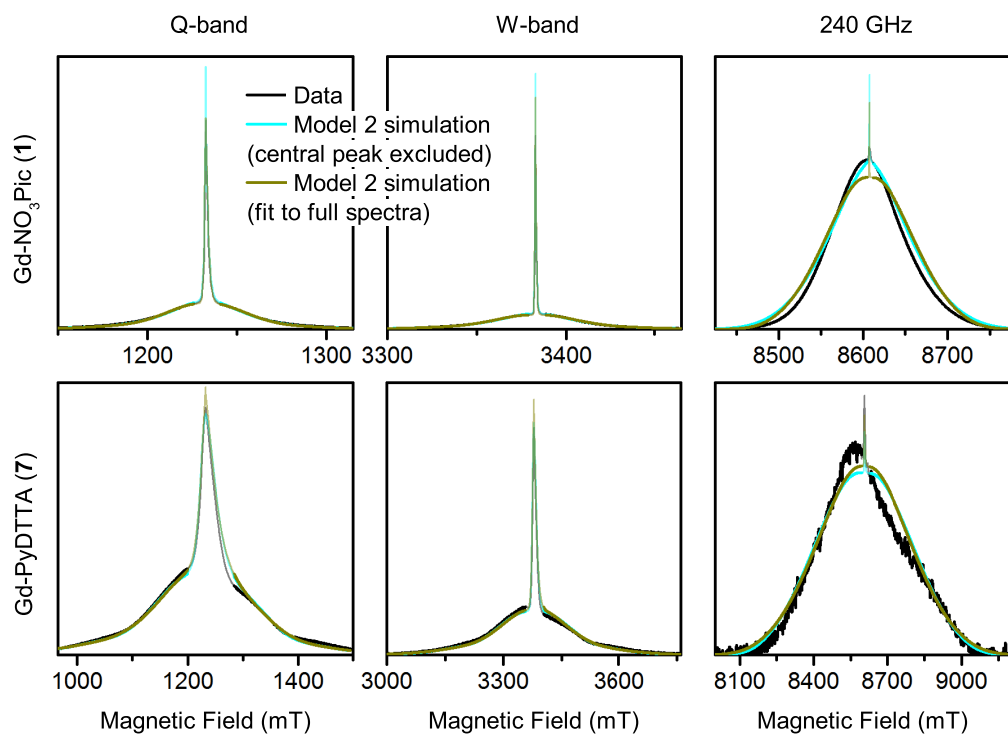 Q-band W-band 240 GHz
Gd-NO₃Pic (1)
Data
Model 2 simulation
(central peak excluded)
Model 2 simulation
(fit to full spectra)
1200 1300 3300 3400 8500 8600 8700
Gd-PyDTTA (7)
1000 1200 1400 3000 3300 3600 8100 8400 8700 9000
Magnetic Field (mT) Magnetic Field (mT) Magnetic Field (mT)